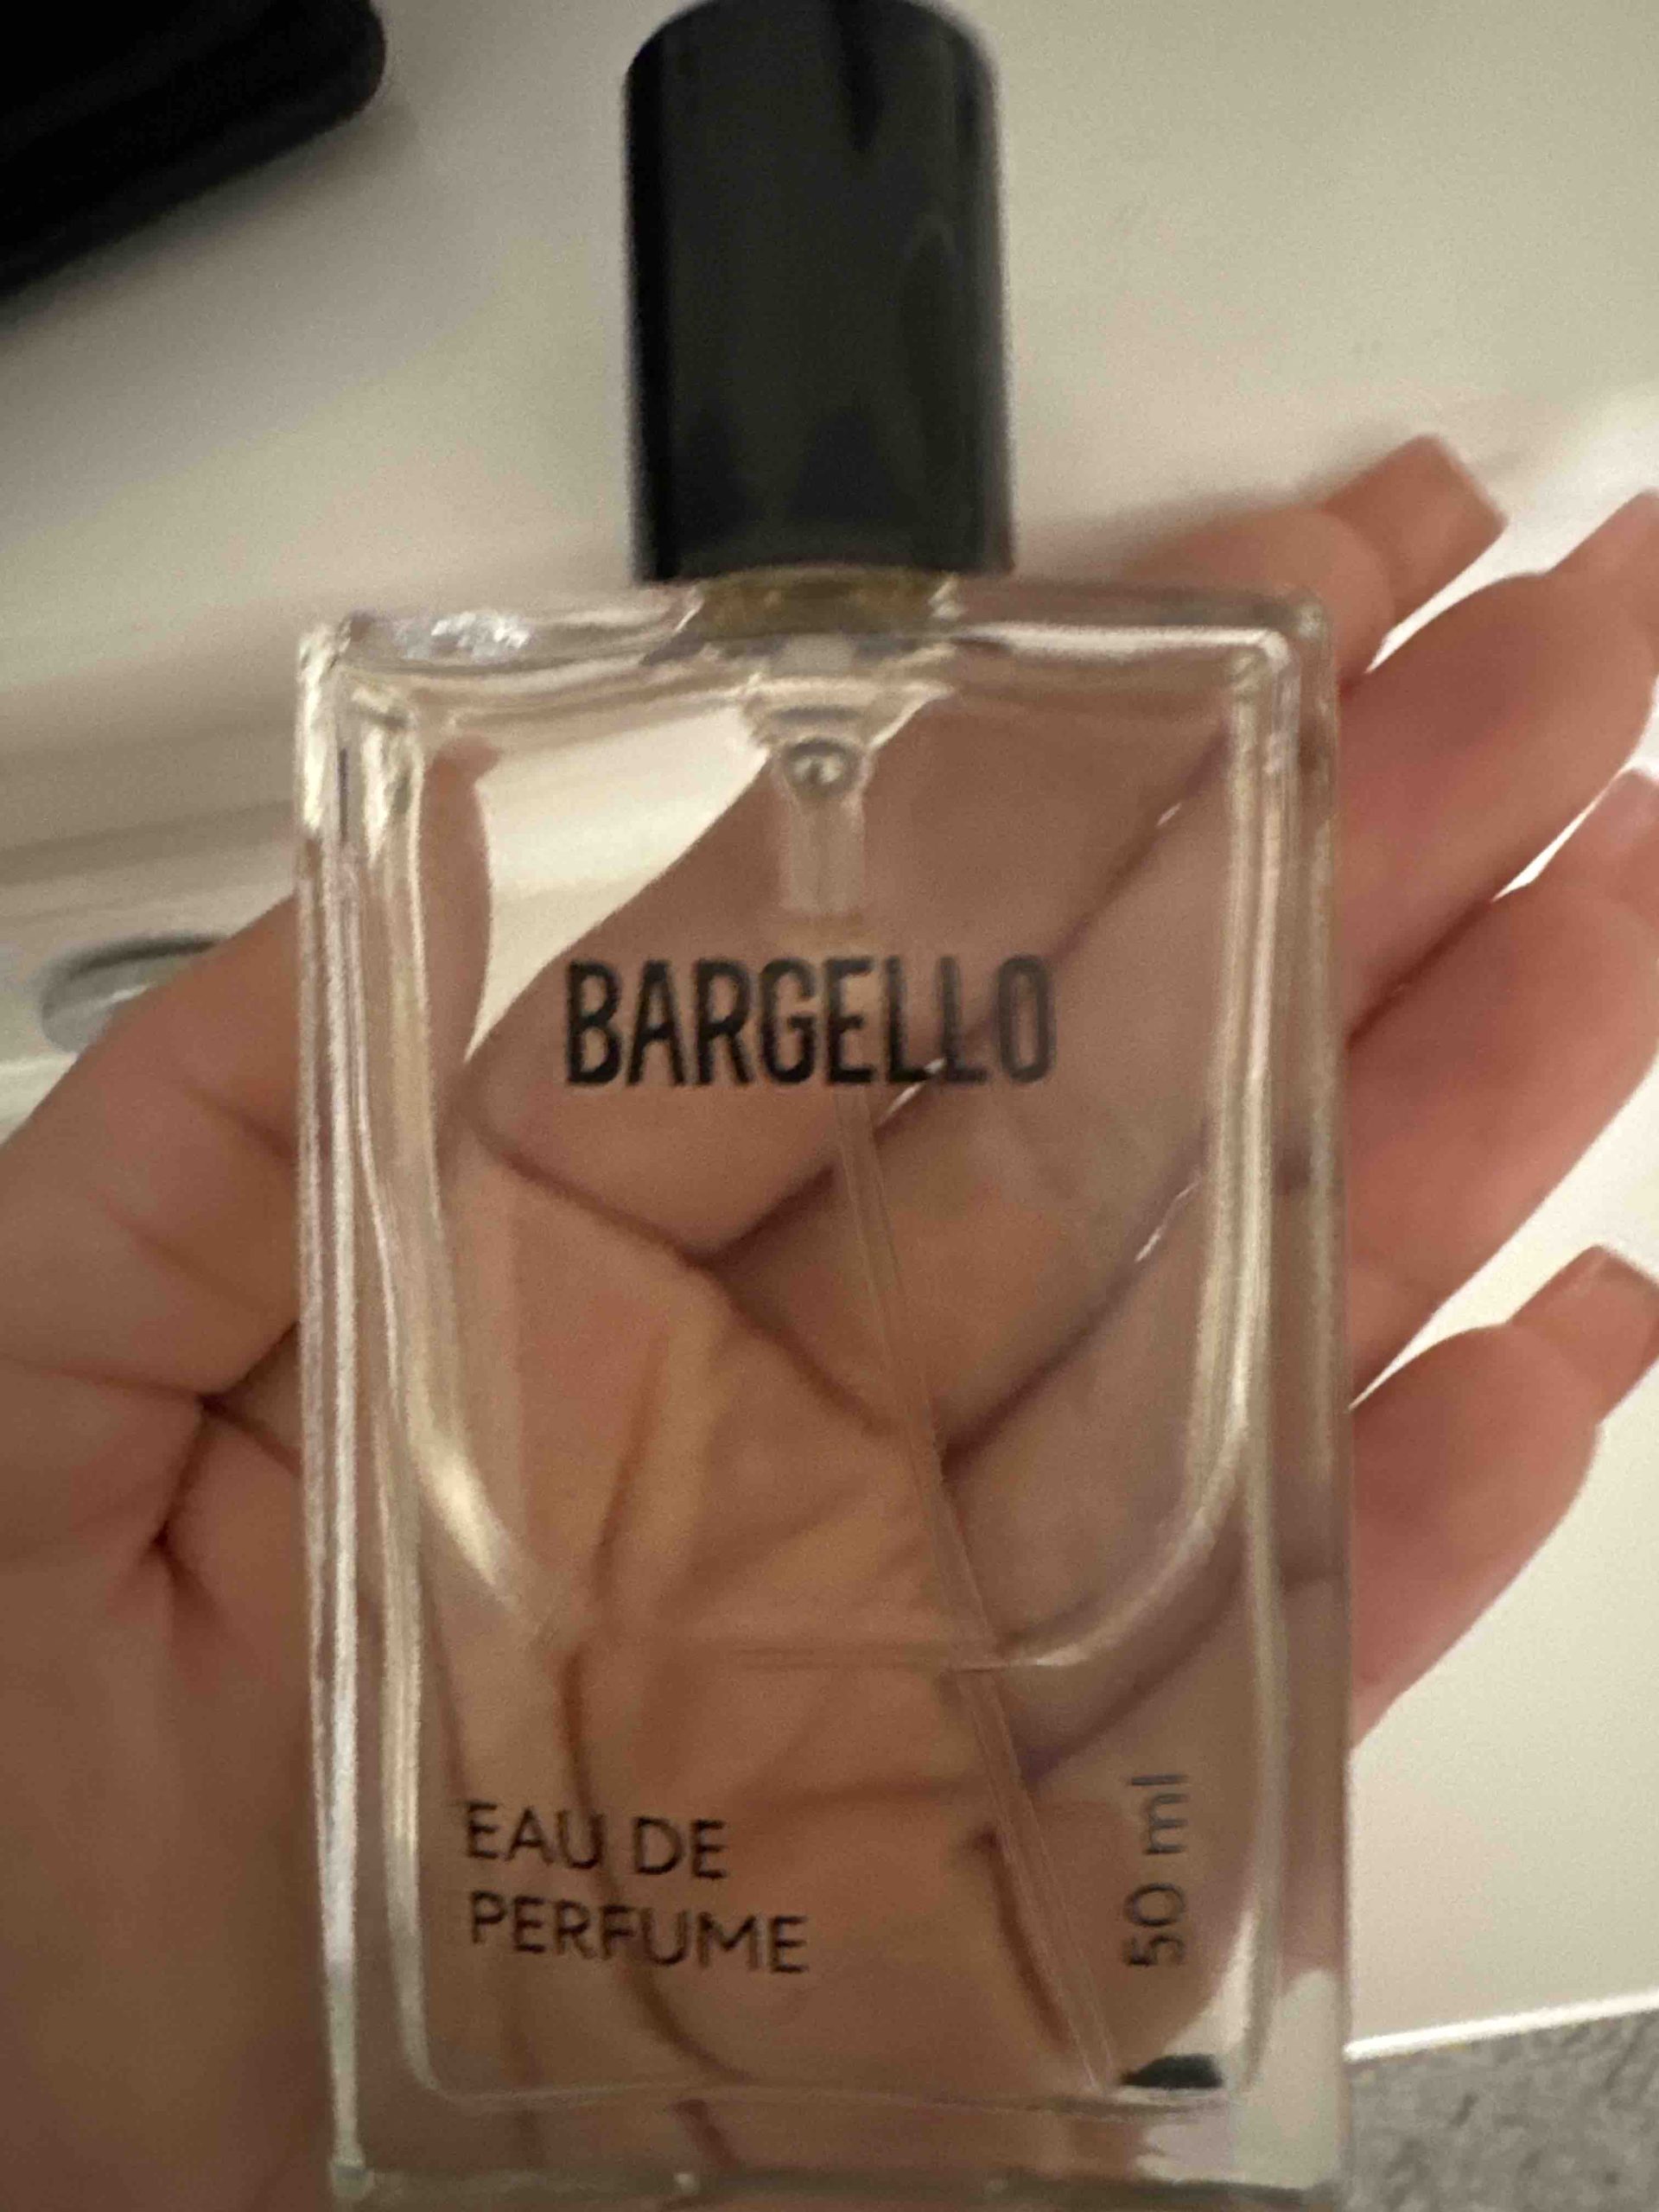 BARGELLO
EAU DE
PERFUME
50 ml